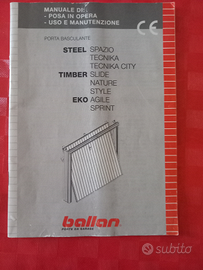 MANUALE DI:
- POSA IN OPERA
- USO E MANUTENZIONE
CE
PORTA BASCULANTE
STEEL SPAZIO
TECNIKA
TECNIKA CITY
TIMBER SLIDE
NATURE
STYLE
EKO AGILE
SPRINT
ballan
subito